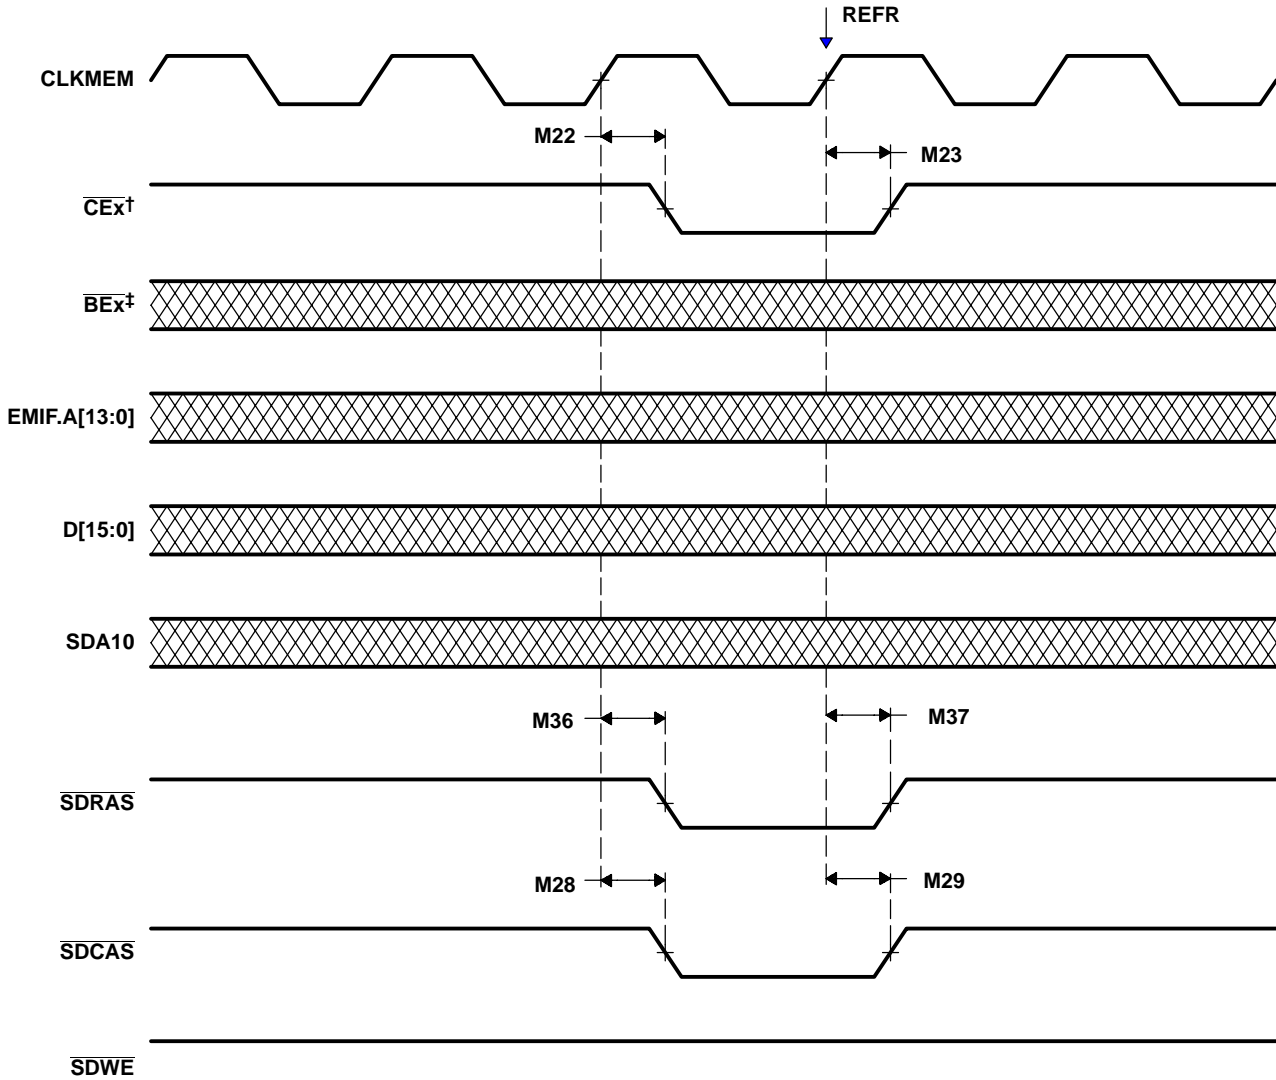 REFR
CLKMEM
M22
M23
CEx†
BEx‡
EMIF.A[13:0]
D[15:0]
SDA10
M36
M37
SDRAS
M28
M29
SDCAS
SDWE